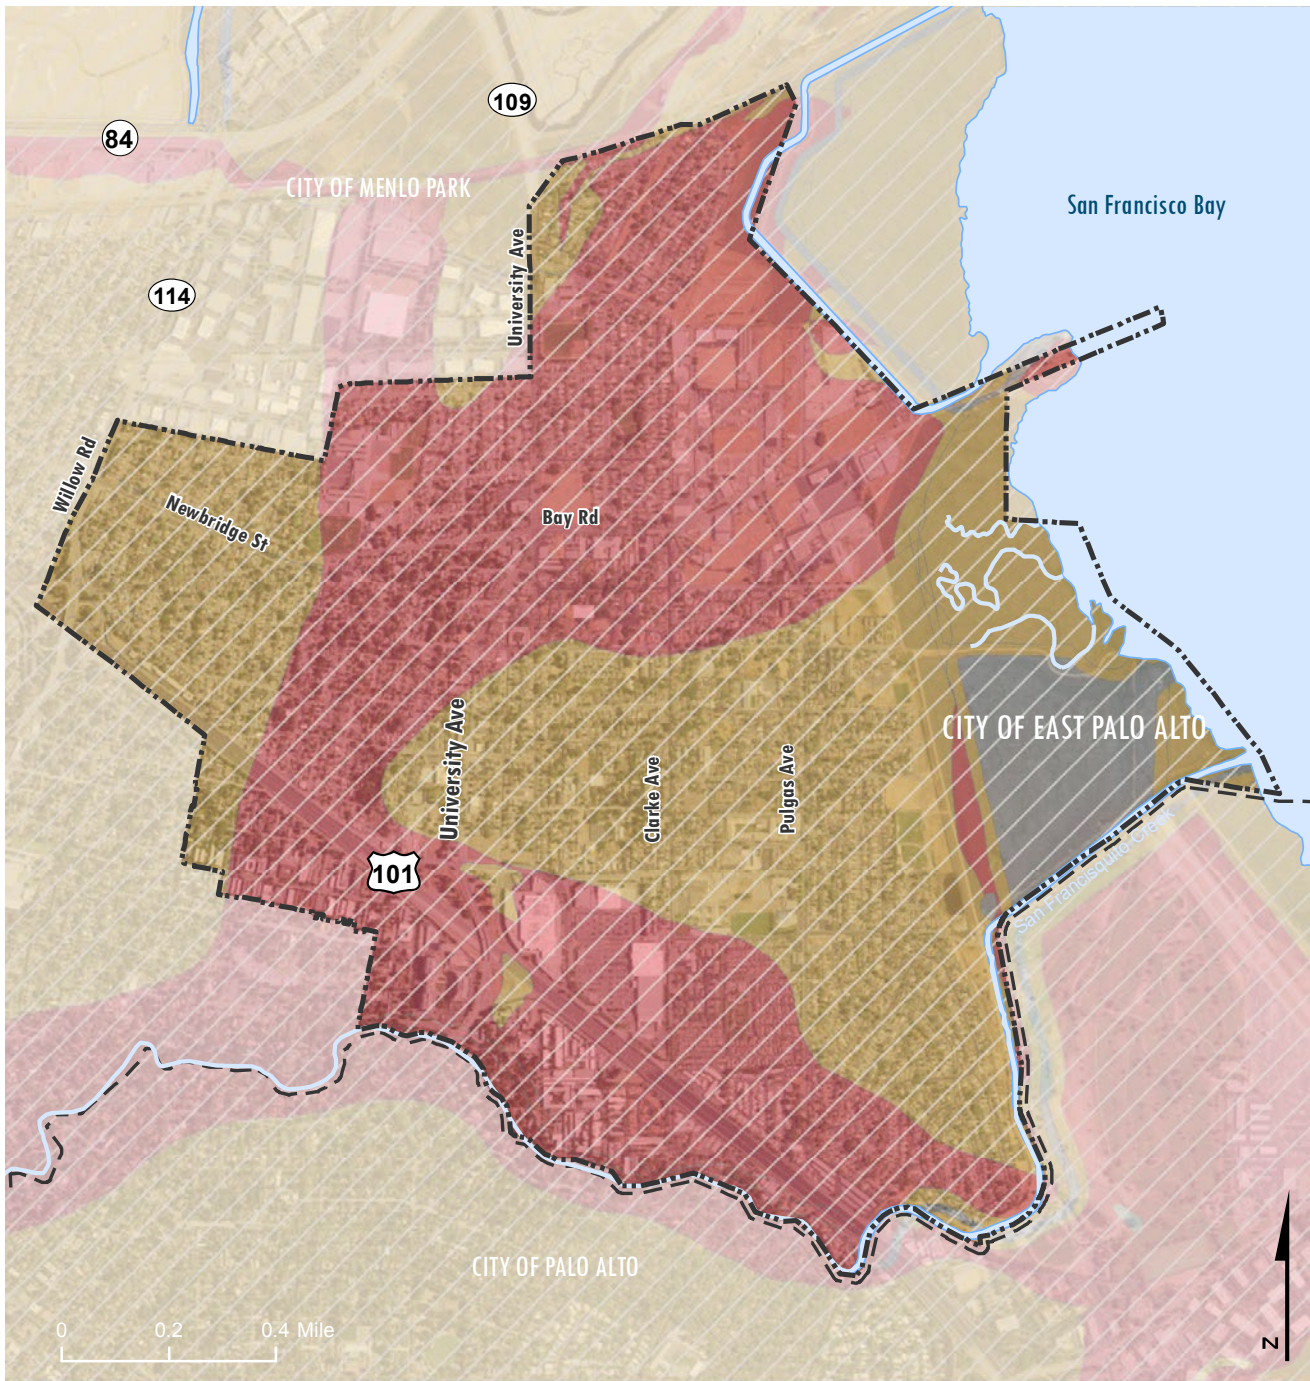 109
84
CITY OF MENLO PARK
San Francisco Bay
University Ave
114
Willow Rd
Newbridge St
Bay Rd
CITY OF EAST PALO ALTO
University Ave
Clarke Ave
Pulgas Ave
101
San Francisquito Creek
CITY OF PALO ALTO
0 0.2 0.4 Mile
N